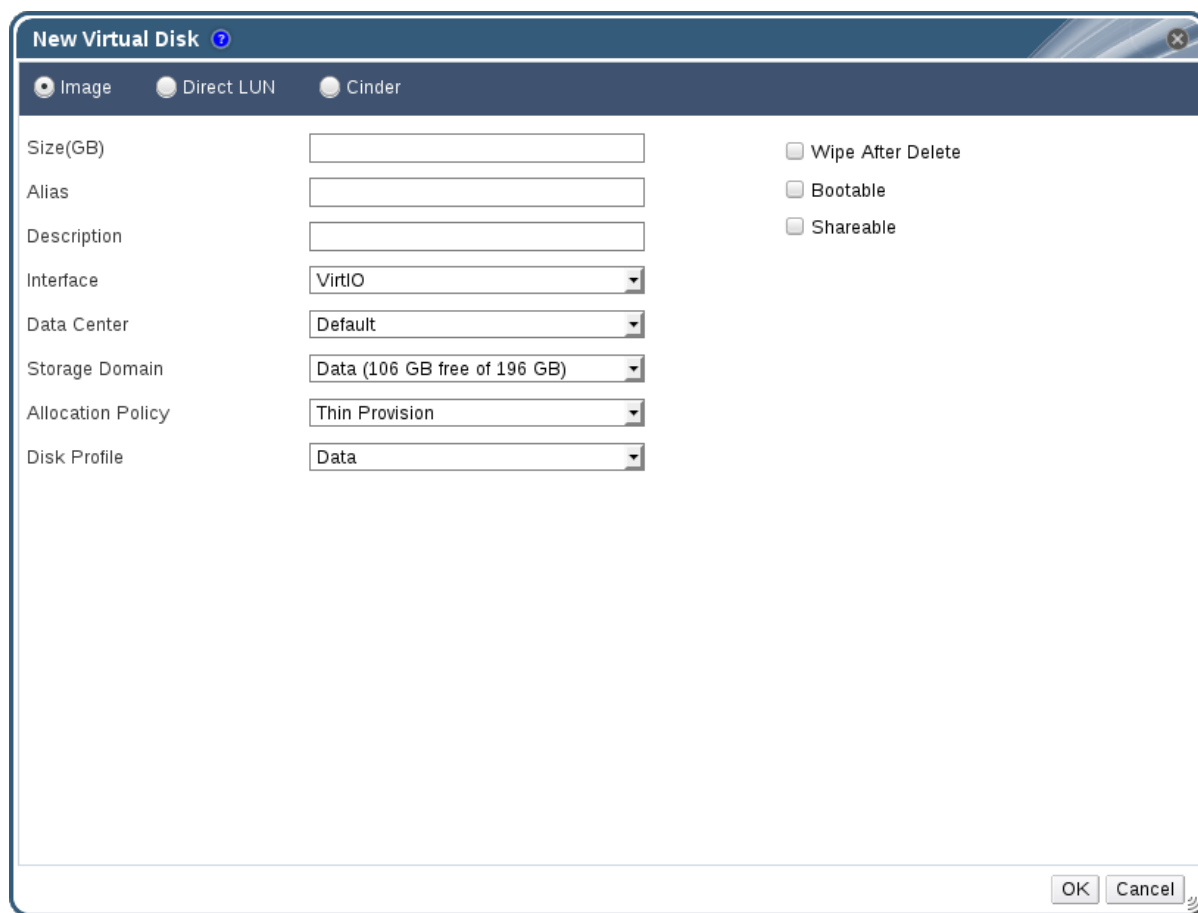 New Virtual Disk ?
Image Direct LUN Cinder
Size(GB)
Wipe After Delete
Alias
Bootable
Description
Shareable
Interface VirtIO
Data Center Default
Storage Domain Data (106 GB free of 196 GB)
Allocation Policy Thin Provision
Disk Profile Data
OK Cancel